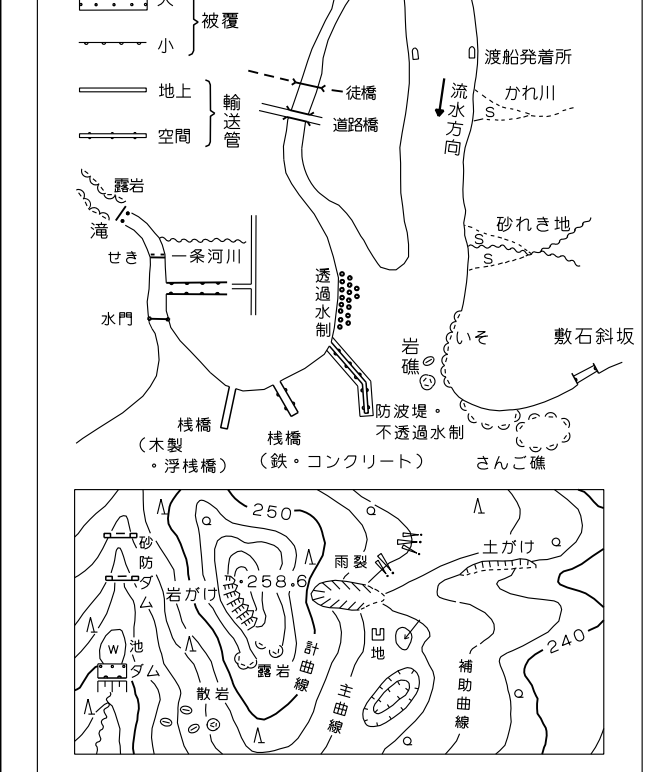 被覆
小
地上
空間
輸送管
徒橋
道路橋
渡船発着所
流水方向
かれ川
S
砂れき地
S
S
露岩
滝
せき
一条河川
水門
透過水制
岩礁
いそ
敷石斜坂
桟橋
(木製
・浮桟橋)
桟橋
(鉄・コンクリート)
防波堤・
不透過水制
さんご礁
250
砂防ダム
岩がけ
・258.6
雨裂
土がけ
池
W
ダム
散岩
露岩
計曲線
主曲線
凹地
補助曲線
240